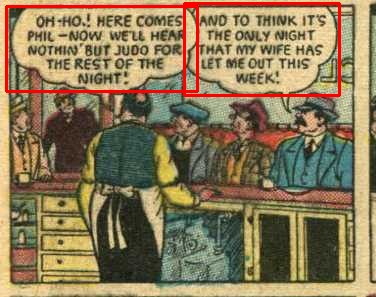 OH-HO! HERE COMES
PHIL-NOW WE'LL HEAR
NOTHIN' BUT JUDO FOR
THE REST OF THE
NIGHT!
AND TO THINK IT'S
THE ONLY NIGHT
THAT MY WIFE HAS
LET ME OUT THIS
WEEK!